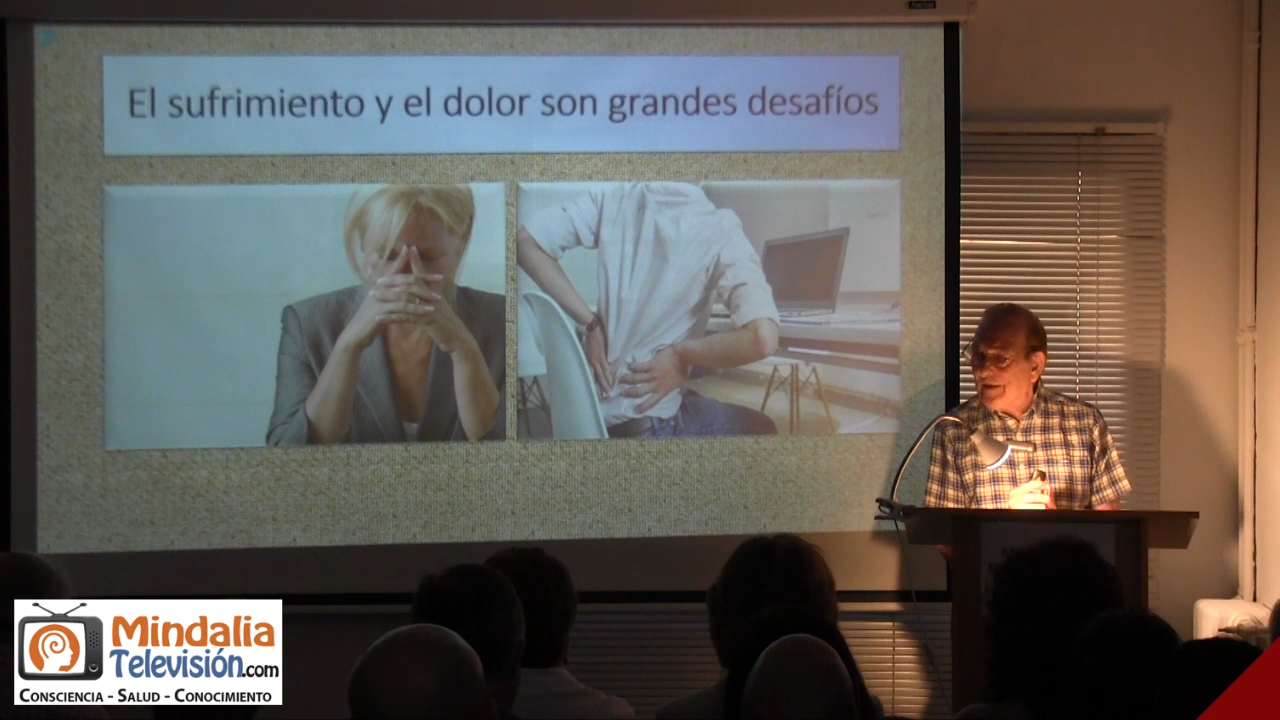 El sufrimiento y el dolor son grandes desafíos
Mindalia
Televisión.com
CONSCIENCIA - SALUD - CONOCIMIENTO